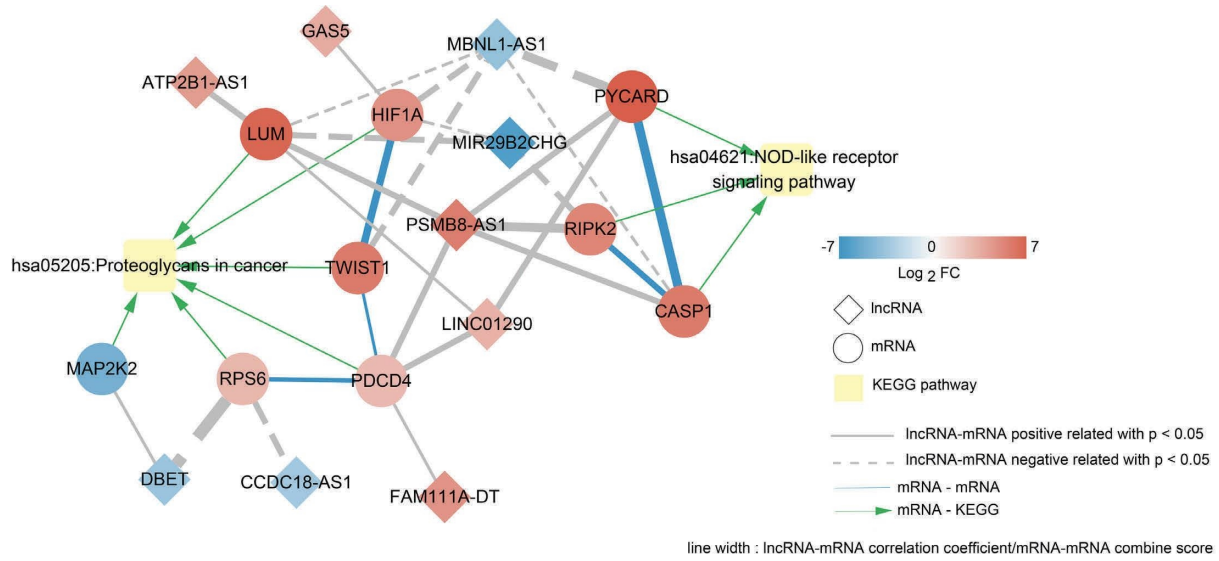 GAS5
MBNL1-AS1
ATP2B1-AS1
PYCARD
HIF1A
LUM
MIR29B2CHG
hsa04621:NOD-like receptor
signaling pathway
PSMB8-AS1
RIPK2
-7
0
7
Log 2 FC
hsa05205:Proteoglycans in cancer
TWIST1
CASP1
lncRNA
LINC01290
mRNA
MAP2K2
RPS6
PDCD4
KEGG pathway
lncRNA-mRNA positive related with p < 0.05
lncRNA-mRNA negative related with p < 0.05
DBET
CCDC18-AS1
mRNA - mRNA
FAM111A-DT
mRNA - KEGG
line width : lncRNA-mRNA correlation coefficient/mRNA-mRNA combine score